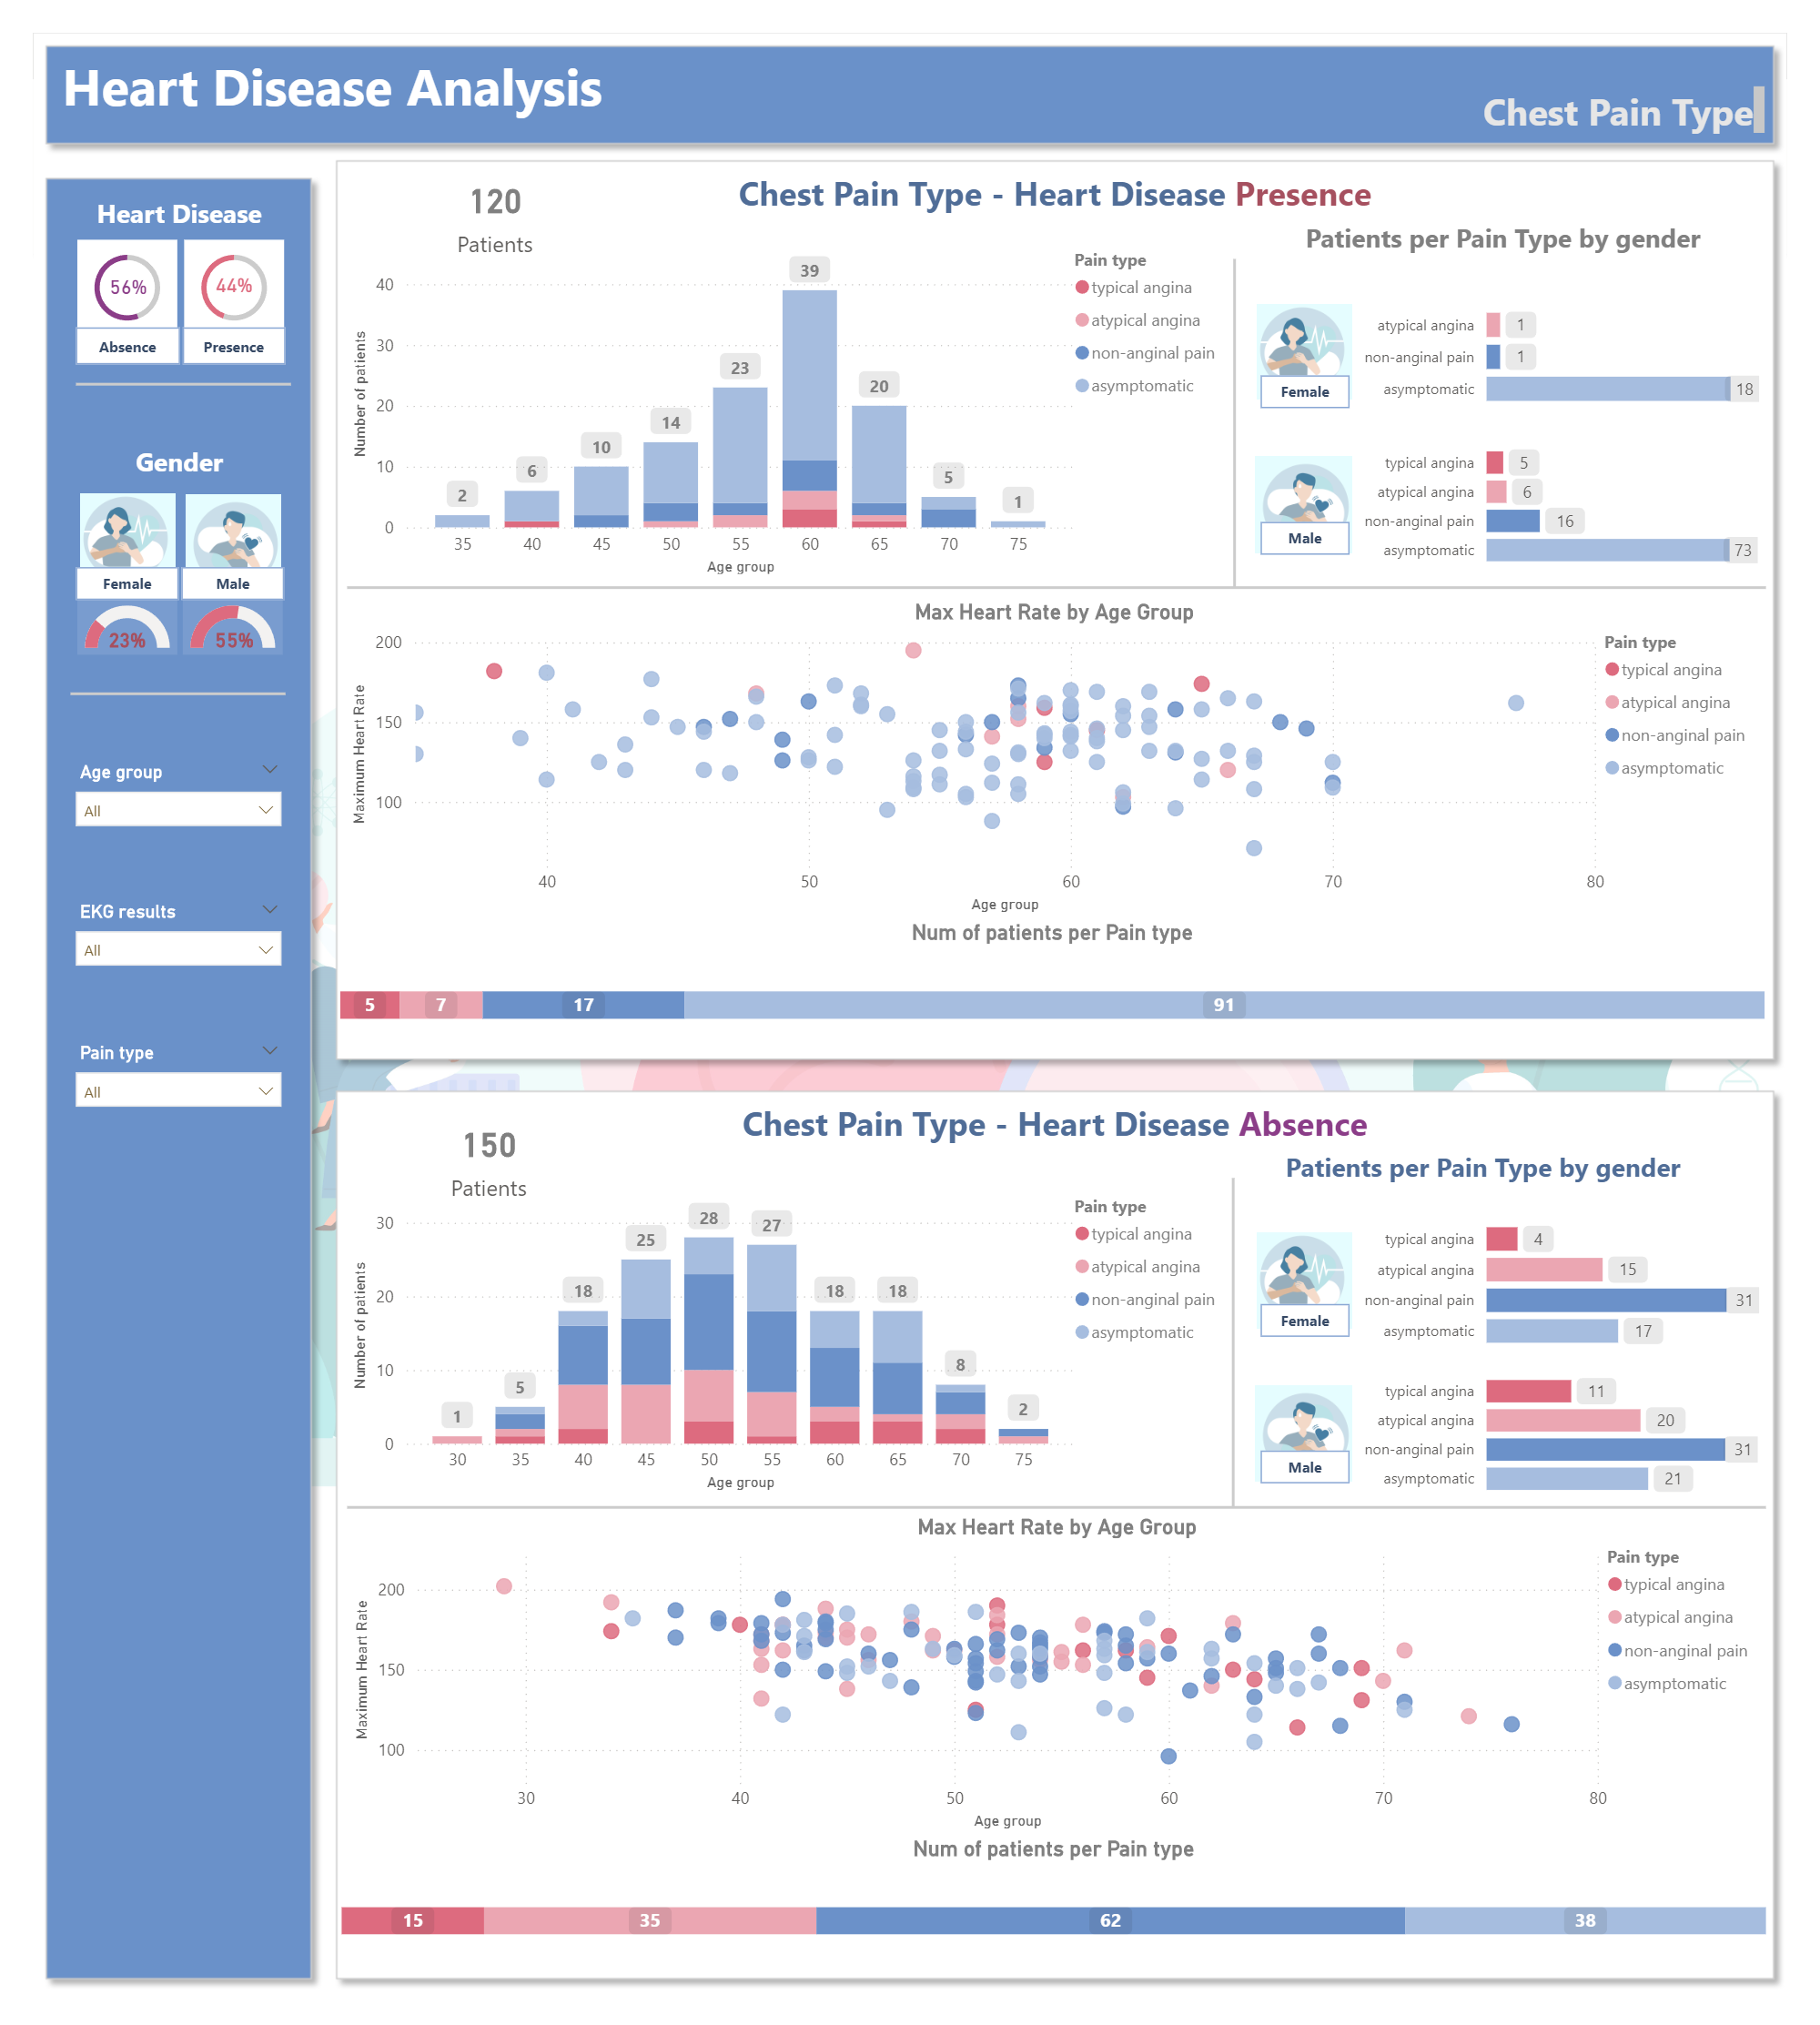 Heart Disease Analysis
Chest Pain Type
Heart Disease
56%
44%
Absence
Presence
Gender
Female
Male
23%
55%
Age group
All
EKG results
All
Pain type
All
120
Patients
Chest Pain Type - Heart Disease Presence
Number of patients
40
30
20
10
0
2
6
10
14
23
39
20
5
1
35
40
45
50
55
60
65
70
75
Age group
Pain type
typical angina
atypical angina
non-anginal pain
asymptomatic
Patients per Pain Type by gender
Female
atypical angina 1
non-anginal pain 1
asymptomatic 18
Male
typical angina 5
atypical angina 6
non-anginal pain 16
asymptomatic 73
Max Heart Rate by Age Group
Maximum Heart Rate
200
150
100
40
50
60
70
80
Age group
Pain type
typical angina
atypical angina
non-anginal pain
asymptomatic
Num of patients per Pain type
5
7
17
91
150
Patients
Chest Pain Type - Heart Disease Absence
Number of patients
30
20
10
0
1
5
18
25
28
27
18
18
8
2
30
35
40
45
50
55
60
65
70
75
Age group
Pain type
typical angina
atypical angina
non-anginal pain
asymptomatic
Patients per Pain Type by gender
Female
typical angina 4
atypical angina 15
non-anginal pain 31
asymptomatic 17
Male
typical angina 11
atypical angina 20
non-anginal pain 31
asymptomatic 21
Max Heart Rate by Age Group
Maximum Heart Rate
200
150
100
30
40
50
60
70
80
Age group
Pain type
typical angina
atypical angina
non-anginal pain
asymptomatic
Num of patients per Pain type
15
35
62
38